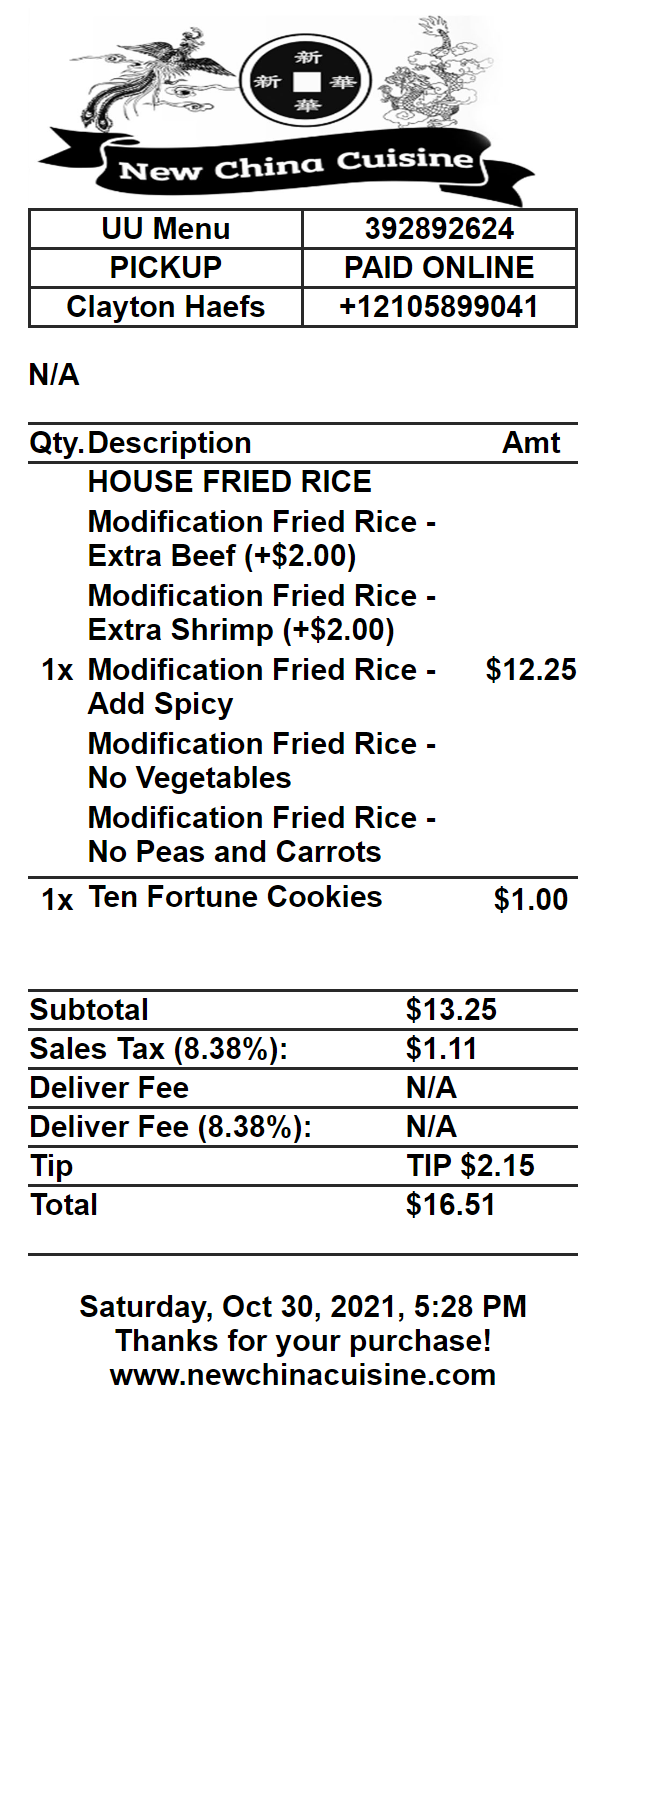 新
新 華
華
New China Cuisine
UU Menu 392892624
PICKUP PAID ONLINE
Clayton Haefs +12105899041
N/A
Qty. Description Amt
HOUSE FRIED RICE
Modification Fried Rice -
Extra Beef (+$2.00)
Modification Fried Rice -
Extra Shrimp (+$2.00)
1x Modification Fried Rice - $12.25
Add Spicy
Modification Fried Rice -
No Vegetables
Modification Fried Rice -
No Peas and Carrots
1x Ten Fortune Cookies $1.00
Subtotal $13.25
Sales Tax (8.38%): $1.11
Deliver Fee N/A
Deliver Fee (8.38%): N/A
Tip TIP $2.15
Total $16.51
Saturday, Oct 30, 2021, 5:28 PM
Thanks for your purchase!
www.newchinacuisine.com